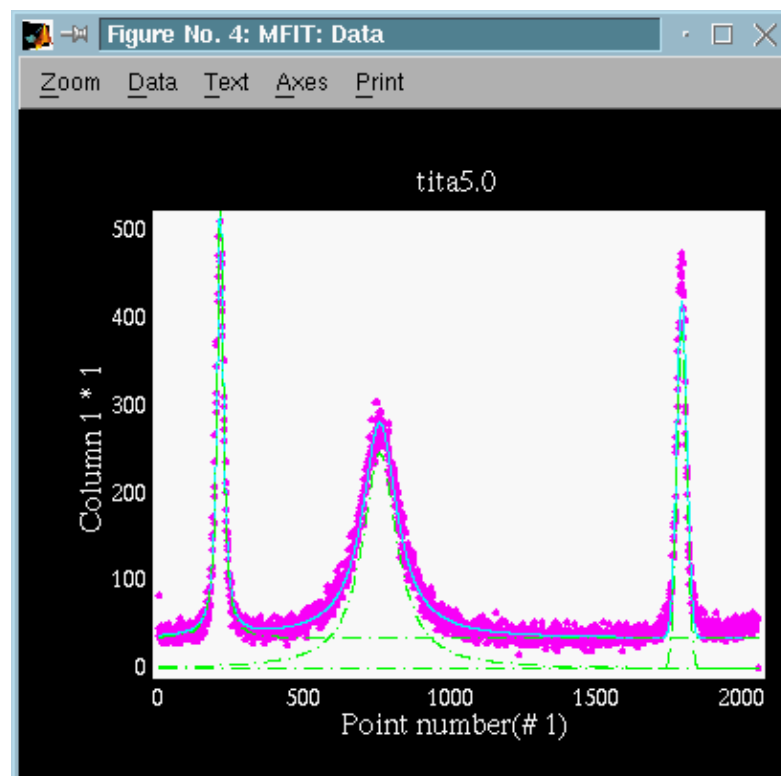 Figure No. 4: MFIT: Data
Zoom Data Text Axes Print
tita5.0
500
400
300
200
100
0
Column 1 * 1
0 500 1000 1500 2000
Point number(# 1)